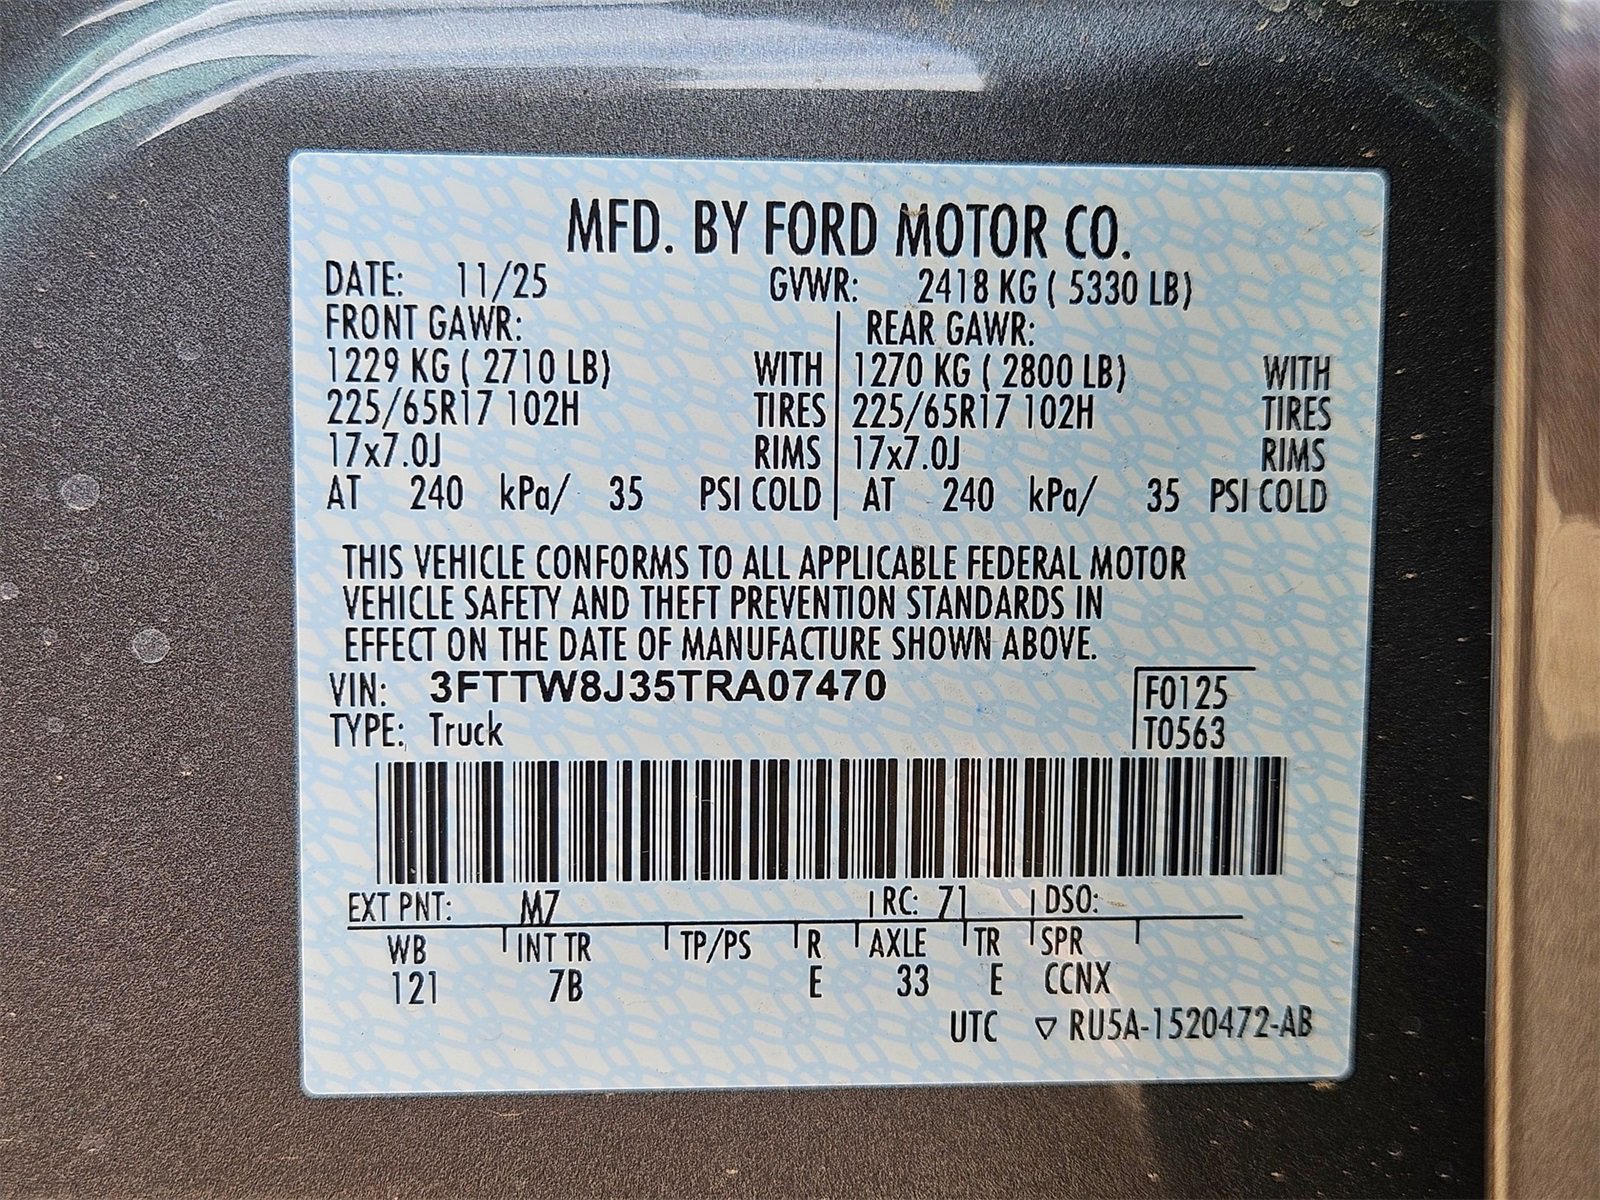 MFD. BY FORD MOTOR CO.
DATE: 11/25 GVWR: 2418 KG ( 5330 LB)
FRONT GAWR: REAR GAWR:
1229 KG ( 2710 LB) WITH 1270 KG ( 2800 LB) WITH
225/65R17 102H TIRES 225/65R17 102H TIRES
17x7.0J RIMS 17x7.0J RIMS
AT 240 kPa/ 35 PSI COLD AT 240 kPa/ 35 PSI COLD
THIS VEHICLE CONFORMS TO ALL APPLICABLE FEDERAL MOTOR
VEHICLE SAFETY AND THEFT PREVENTION STANDARDS IN
EFFECT ON THE DATE OF MANUFACTURE SHOWN ABOVE.
VIN: 3FTTW8J35TRA07470 F0125
TYPE: Truck T0563
EXT PNT: M7 RC: 71 DSO:
WB INT TR TP/PS R AXLE TR SPR
121 7B E 33 E CCNX
UTC ▽ RU5A-1520472-AB